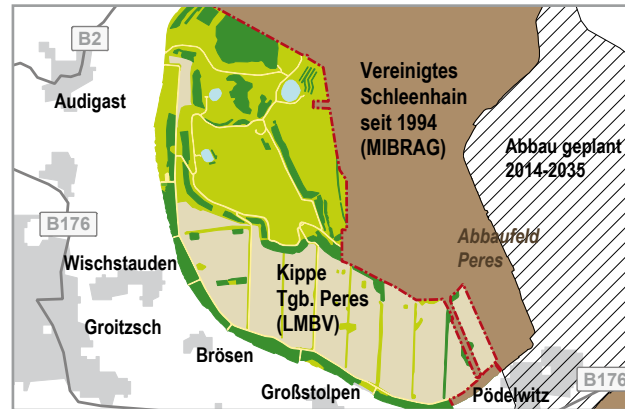 B2
Audigast
Vereinigtes
Schleenhain
seit 1994
(MIBRAG)
Abbau geplant
2014-2035
B176
Wischstauden
Abbaufeld
Peres
Kippe
Tgb. Peres
(LMBV)
Groitzsch
Brösen
Großstolpen
Pödelwitz
B176